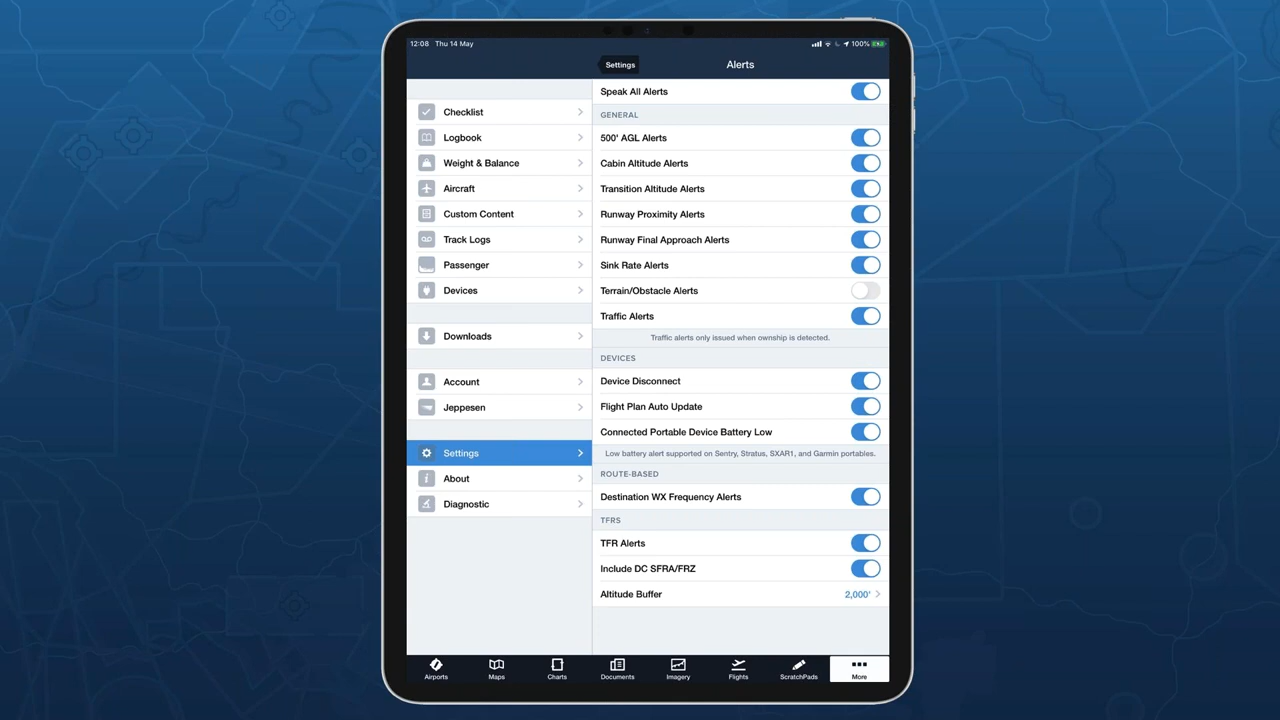 12:08 Thu 14 May
100%
Settings
Alerts
Checklist
Logbook
Weight & Balance
Aircraft
Custom Content
Track Logs
Passenger
Devices
Downloads
Account
Jeppesen
Settings
About
Diagnostic
Speak All Alerts
GENERAL
500' AGL Alerts
Cabin Altitude Alerts
Transition Altitude Alerts
Runway Proximity Alerts
Runway Final Approach Alerts
Sink Rate Alerts
Terrain/Obstacle Alerts
Traffic Alerts
Traffic alerts only issued when ownship is detected.
DEVICES
Device Disconnect
Flight Plan Auto Update
Connected Portable Device Battery Low
Low battery alert supported on Sentry, Stratus, SXAR1, and Garmin portables.
ROUTE-BASED
Destination WX Frequency Alerts
TFRS
TFR Alerts
Include DC SFRA/FRZ
Altitude Buffer 2,000'
Airports
Maps
Charts
Documents
Imagery
Flights
ScratchPads
More